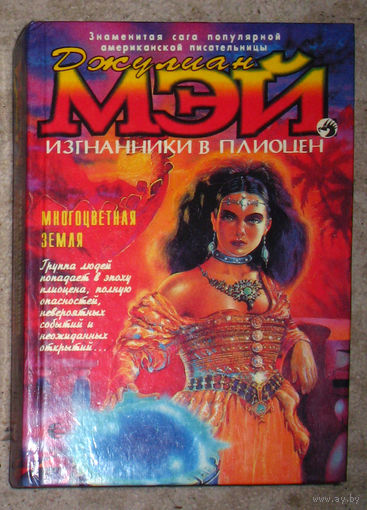 Знаменитая сага популярной
американской писательницы
Джулиан
МЭЙ
ИЗГНАННИКИ В ПЛИОЦЕН
МНОГОЦВЕТНАЯ
ЗЕМЛЯ
Группа людей
попадает в эпоху
плиоцена, полную
опасностей,
невероятных
событий и
неожиданных
открытий...
www.ay.by